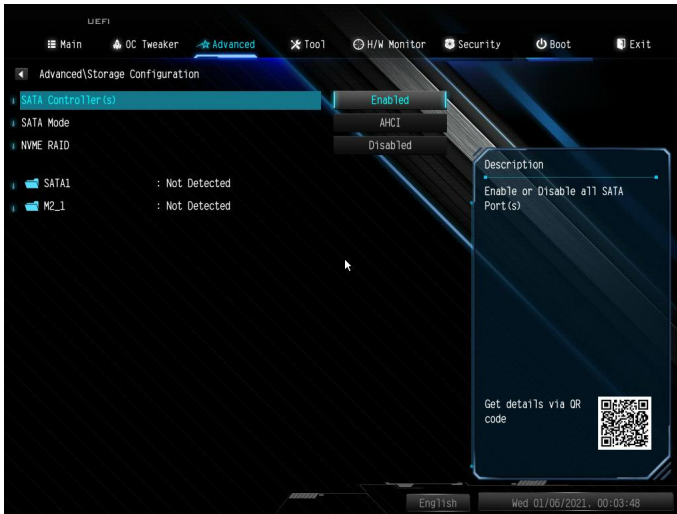 UEFI
Main OC Tweaker Advanced Tool H/W Monitor Security Boot Exit
Advanced\Storage Configuration
SATA Controller(s) Enabled
SATA Mode AHCI
NVME RAID Disabled
SATA1 : Not Detected
M2_1 : Not Detected
Description
Enable or Disable all SATA
Port(s)
Get details via QR
code
English Wed 01/06/2021, 00:03:48